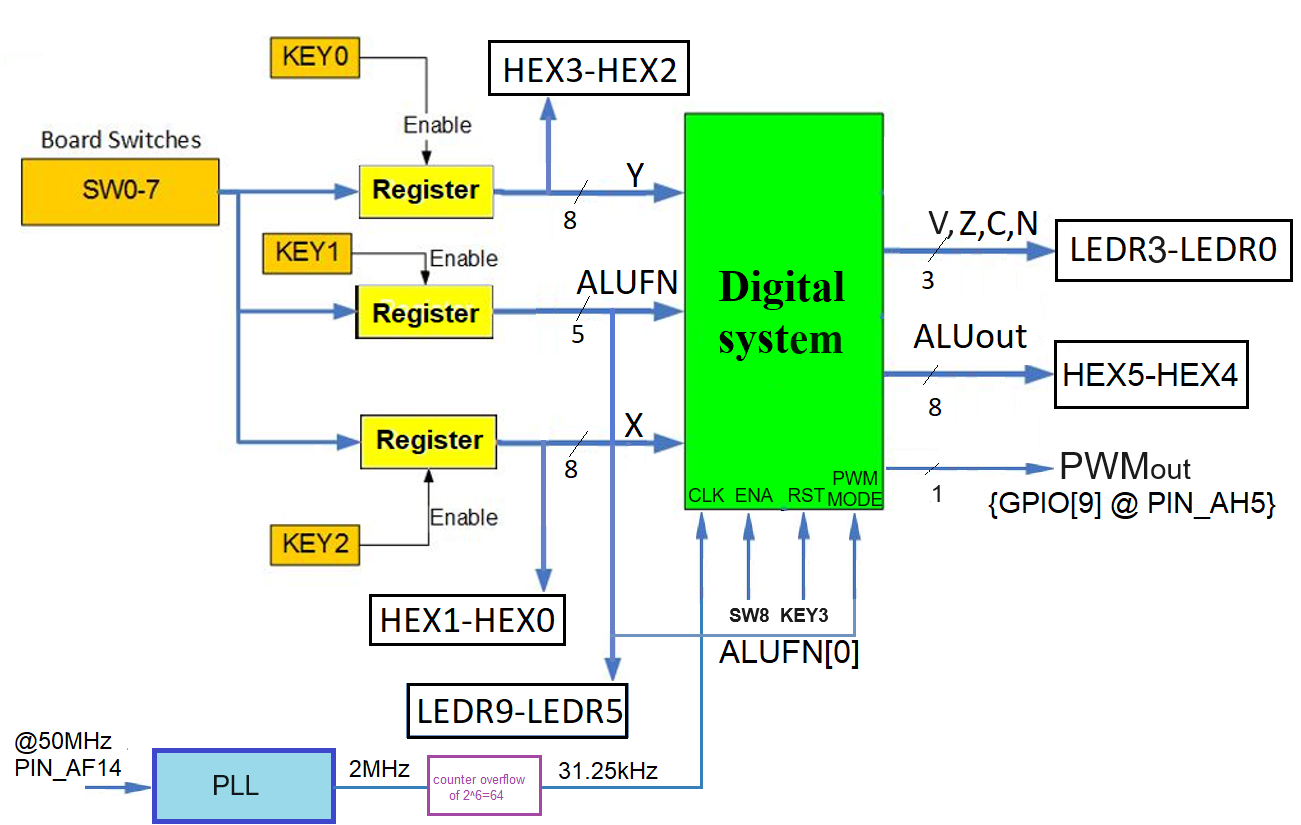 KEY0
HEX3-HEX2
Enable
Board Switches
SW0-7
Register
Y
8
KEY1
Enable
Register
ALUFN
5
Digital
system
V,Z,C,N
3
LEDR3-LEDR0
ALUout
8
HEX5-HEX4
Register
X
8
PWMout
1
{GPIO[9] @ PIN_AH5}
CLK ENA RST PWM
MODE
Enable
KEY2
HEX1-HEX0
SW8 KEY3
ALUFN[0]
LEDR9-LEDR5
@50MHz
PIN_AF14
PLL
2MHz
counter overflow
of 2^6=64
31.25kHz